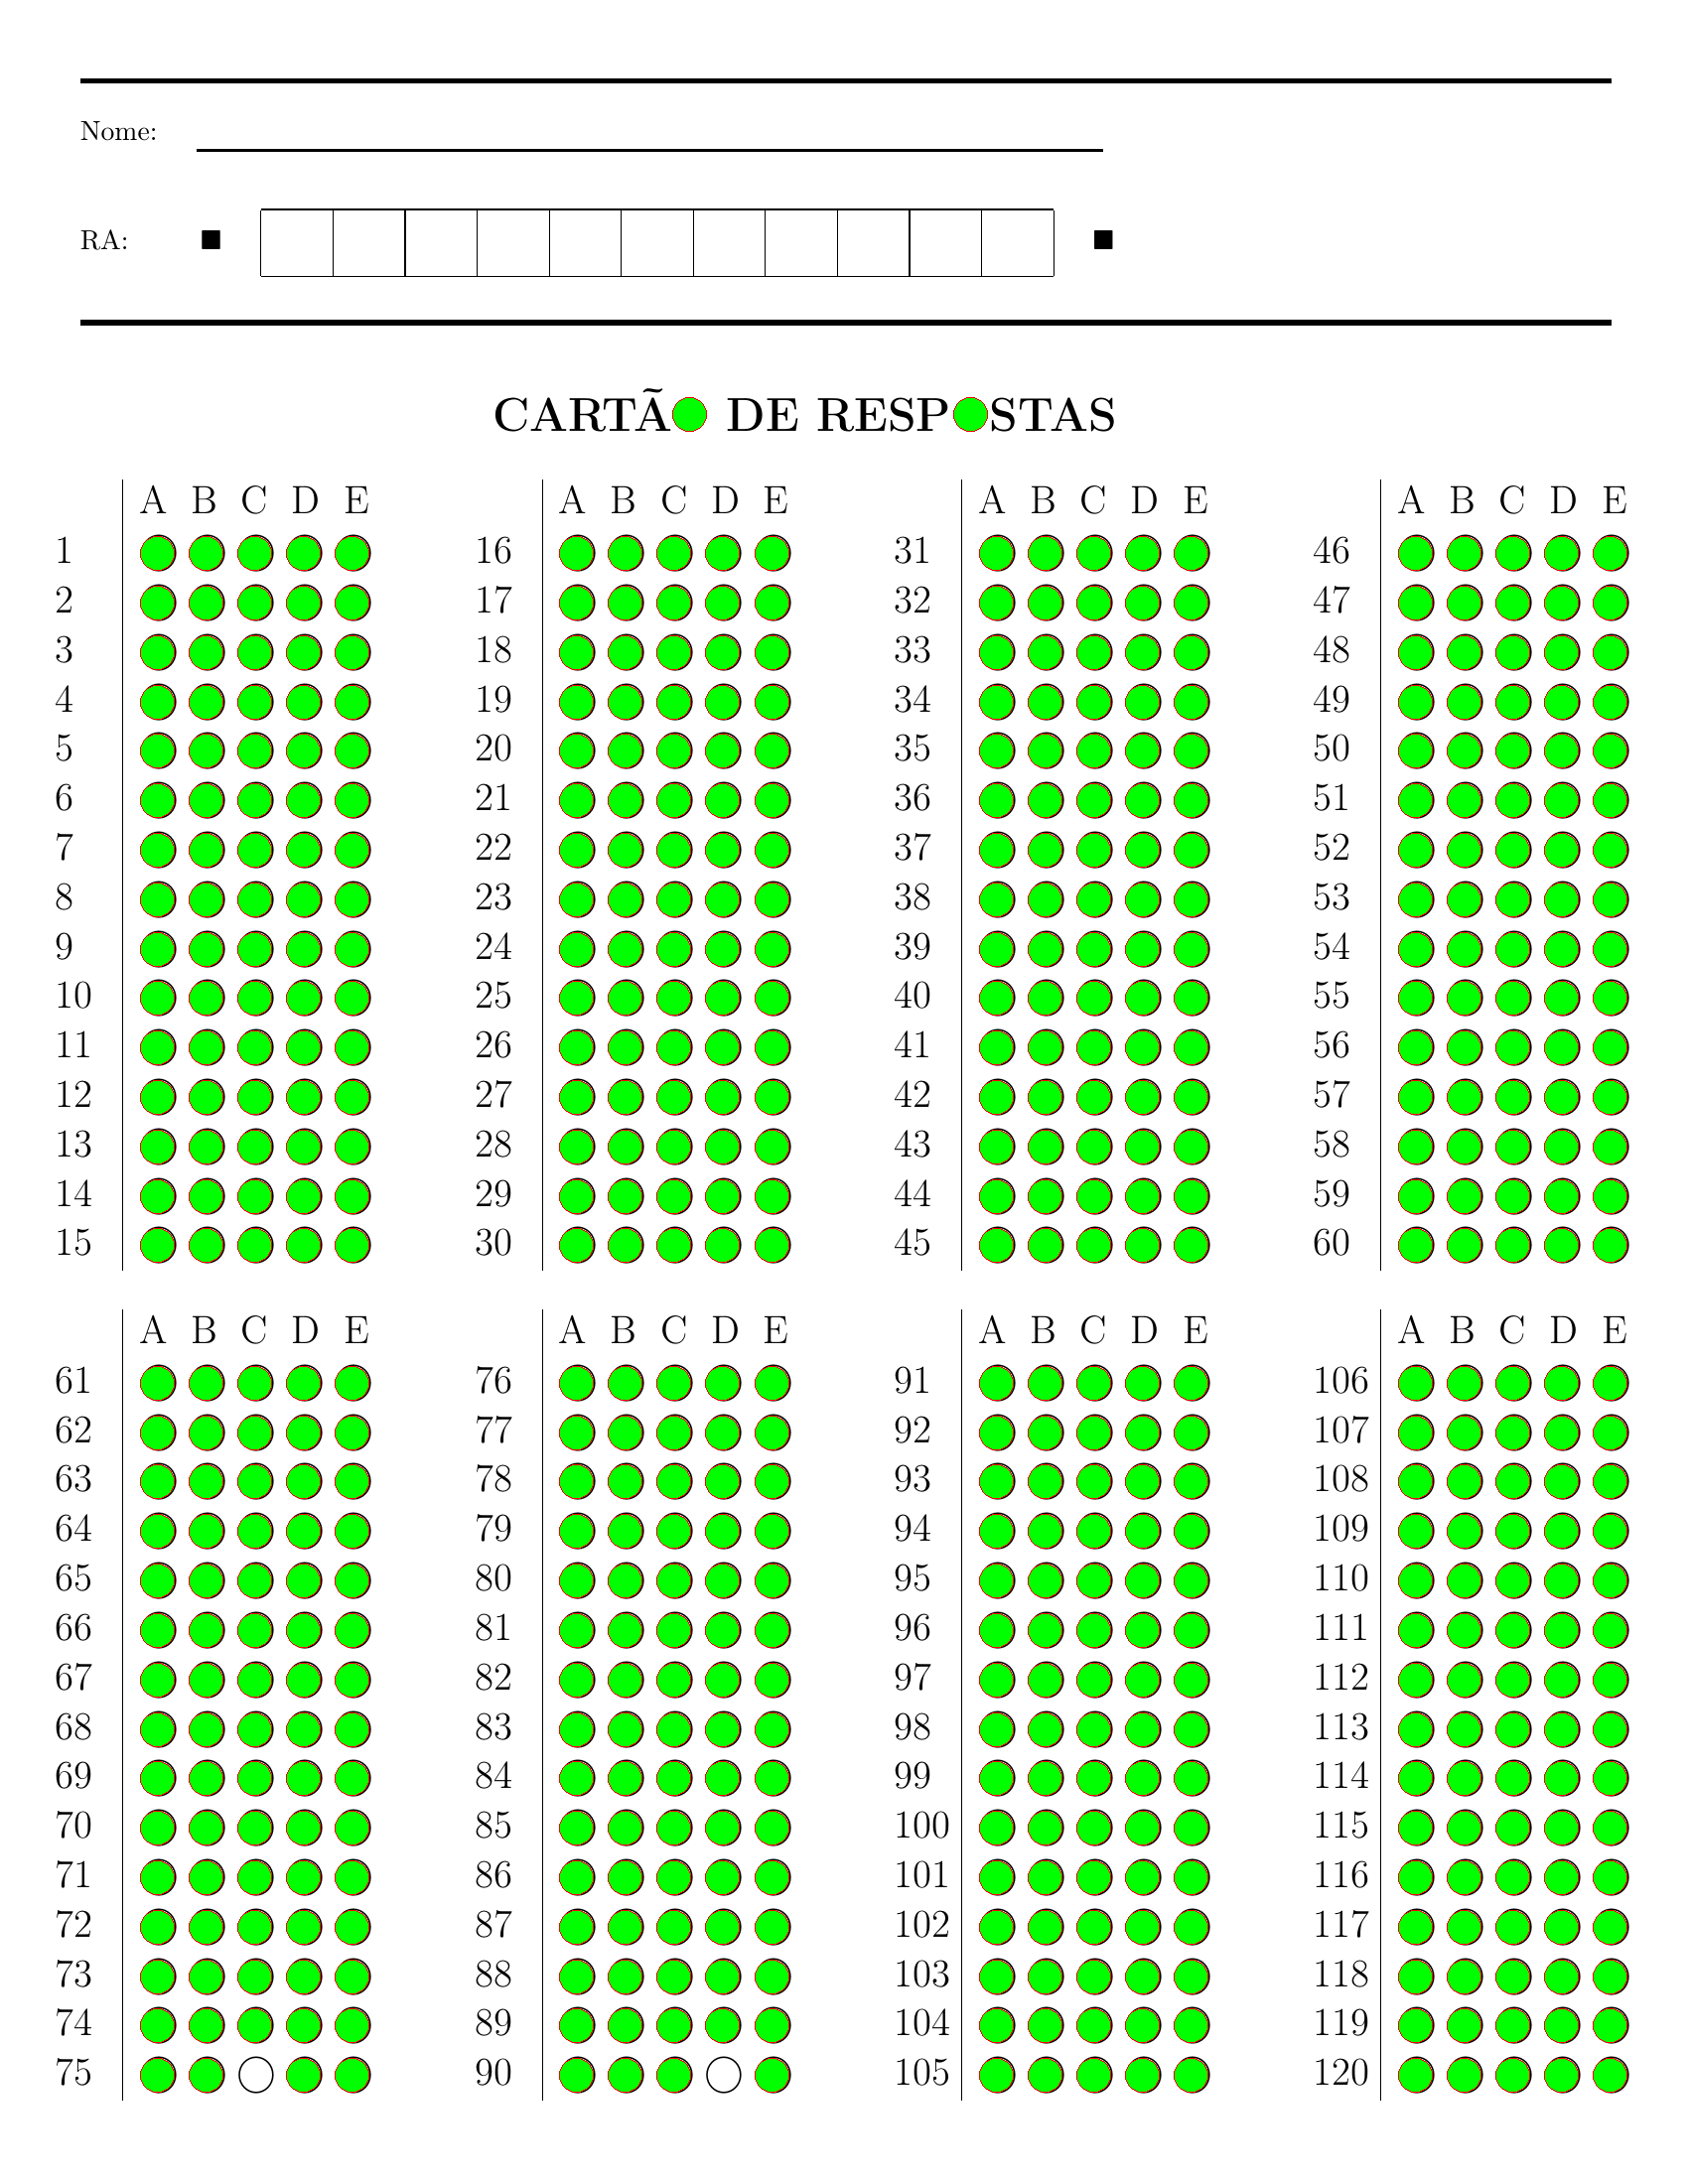 Nome:
RA:
CARTÃO DE RESPOSTAS
A B C D E A B C D E A B C D E A B C D E
1 16 31 46
2 17 32 47
3 18 33 48
4 19 34 49
5 20 35 50
6 21 36 51
7 22 37 52
8 23 38 53
9 24 39 54
10 25 40 55
11 26 41 56
12 27 42 57
13 28 43 58
14 29 44 59
15 30 45 60
A B C D E A B C D E A B C D E A B C D E
61 76 91 106
62 77 92 107
63 78 93 108
64 79 94 109
65 80 95 110
66 81 96 111
67 82 97 112
68 83 98 113
69 84 99 114
70 85 100 115
71 86 101 116
72 87 102 117
73 88 103 118
74 89 104 119
75 90 105 120